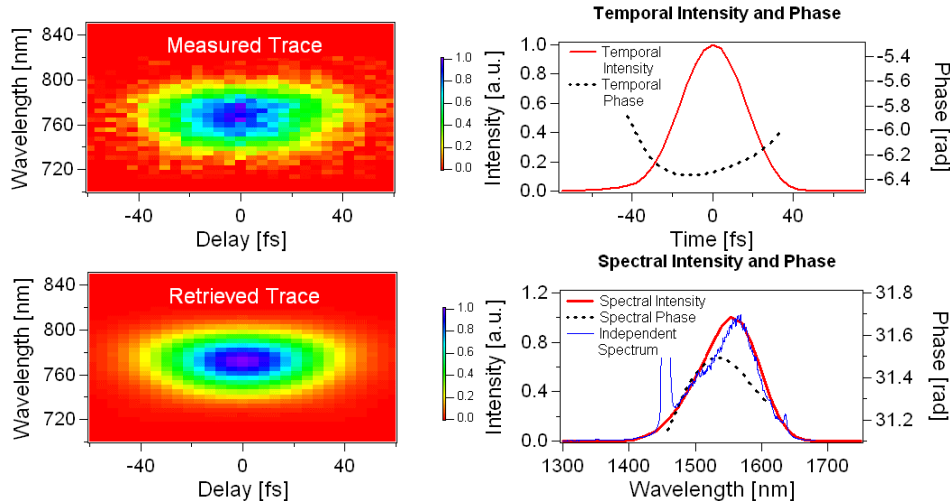 Measured Trace
Wavelength [nm]
840
800
760
720
-40
0
40
Delay [fs]
1.0
0.8
0.6
0.4
0.2
0.0
Temporal Intensity and Phase
Intensity [a.u.]
1.0
0.8
0.6
0.4
0.2
0.0
Temporal
Intensity
Temporal
Phase
-5.4
-5.6
-5.8
-6.0
-6.2
-6.4
Phase [rad]
-40
0
40
Time [fs]
Retrieved Trace
Wavelength [nm]
840
800
760
720
-40
0
40
Delay [fs]
1.0
0.8
0.6
0.4
0.2
0.0
Spectral Intensity and Phase
Intensity [a.u.]
1.2
0.8
0.4
0.0
Spectral Intensity
Spectral Phase
Independent
Spectrum
31.8
31.6
31.4
31.2
Phase [rad]
1300
1400
1500
1600
1700
Wavelength [nm]